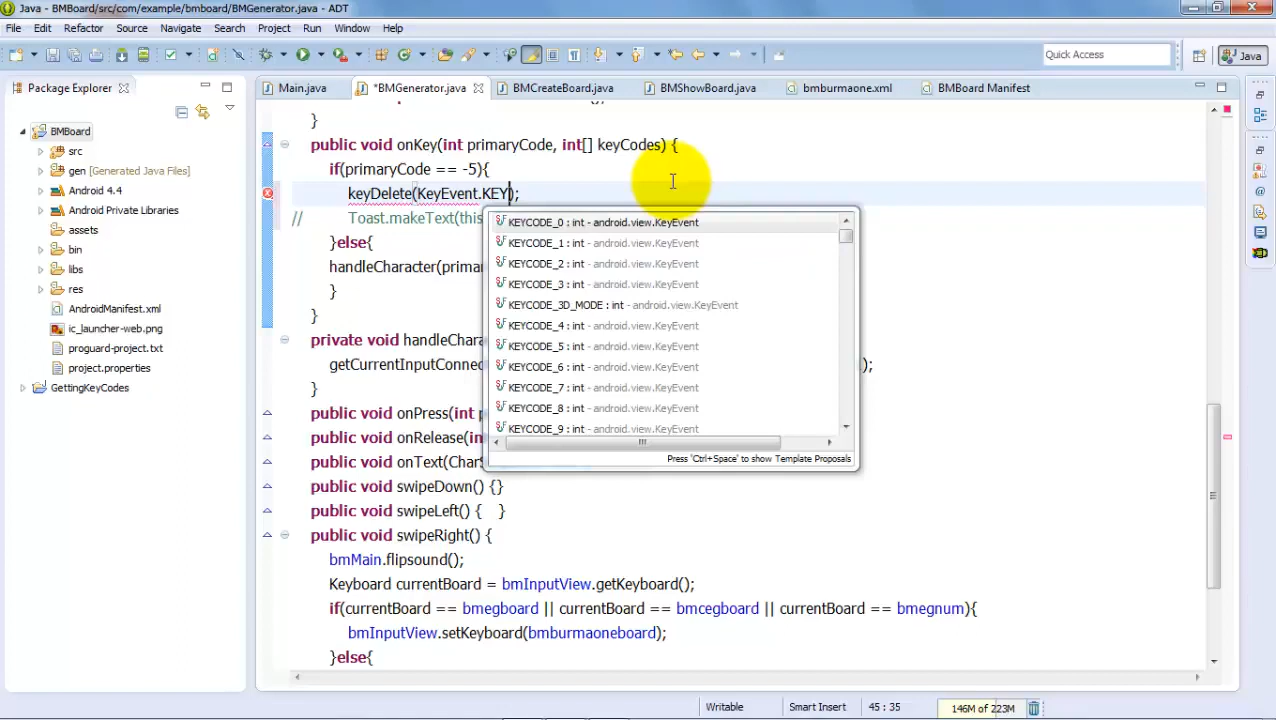 Java - BMBoard/src/com/example/bmboard/BMGenerator.java - ADT
File Edit Refactor Source Navigate Search Project Run Window Help
Quick Access
Java
Package Explorer
Main.java
*BMGenerator.java
BMCreateBoard.java
BMShowBoard.java
bmburmaone.xml
BMBoard Manifest
BMBoard
src
gen [Generated Java Files]
Android 4.4
Android Private Libraries
assets
bin
libs
res
AndroidManifest.xml
ic_launcher-web.png
proguard-project.txt
project.properties
GettingKeyCodes
}
public void onKey(int primaryCode, int[] keyCodes) {
if(primaryCode == -5){
keyDelete(KeyEvent.KEY);
// Toast.makeText(this
}else{
handleCharacter(prima
}
}
private void handleChara
getCurrentInputConnec );
}
public void onPress(int p
public void onRelease(in
public void onText(Char
public void swipeDown() {}
public void swipeLeft() { }
public void swipeRight() {
bmMain.flipsound();
Keyboard currentBoard = bmInputView.getKeyboard();
if(currentBoard == bmegboard || currentBoard == bmcegboard || currentBoard == bmegnum){
bmInputView.setKeyboard(bmburmaoneboard);
}else{
KEYCODE_0 : int - android.view.KeyEvent
KEYCODE_1 : int - android.view.KeyEvent
KEYCODE_2 : int - android.view.KeyEvent
KEYCODE_3 : int - android.view.KeyEvent
KEYCODE_3D_MODE : int - android.view.KeyEvent
KEYCODE_4 : int - android.view.KeyEvent
KEYCODE_5 : int - android.view.KeyEvent
KEYCODE_6 : int - android.view.KeyEvent
KEYCODE_7 : int - android.view.KeyEvent
KEYCODE_8 : int - android.view.KeyEvent
KEYCODE_9 : int - android.view.KeyEvent
Press 'Ctrl+Space' to show Template Proposals
Writable
Smart Insert
45 : 35
146M of 223M